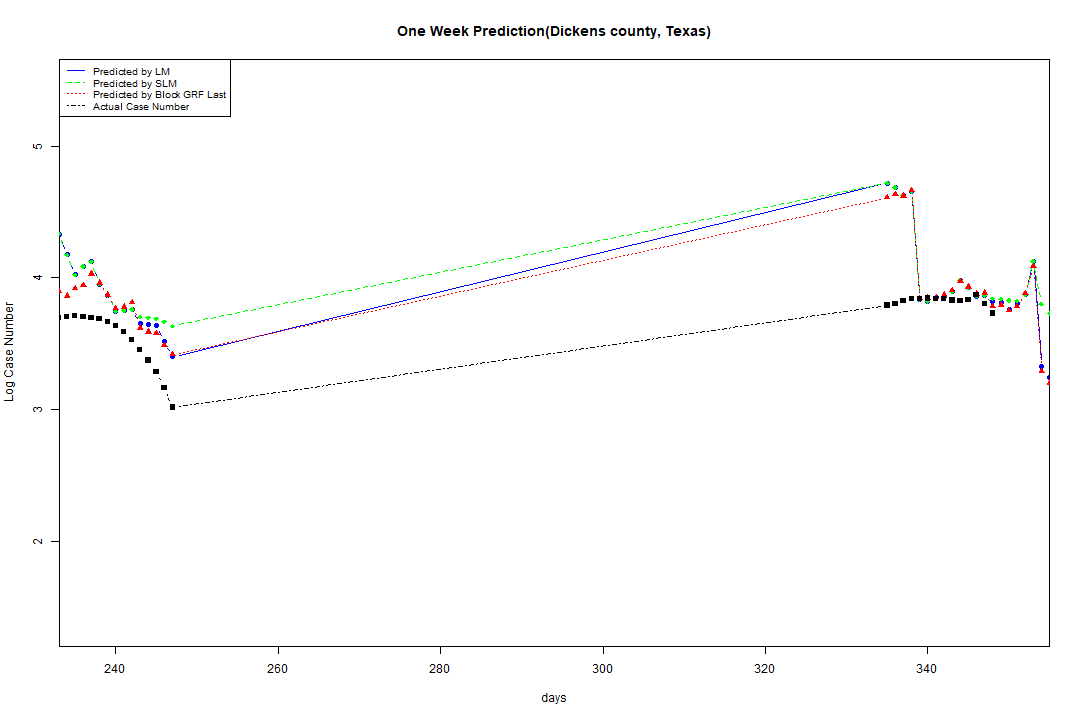 One Week Prediction(Dickens county, Texas)
Predicted by LM
Predicted by SLM
Predicted by Block GRF Last
Actual Case Number
5
4
3
2
Log Case Number
240 260 280 300 320 340
days